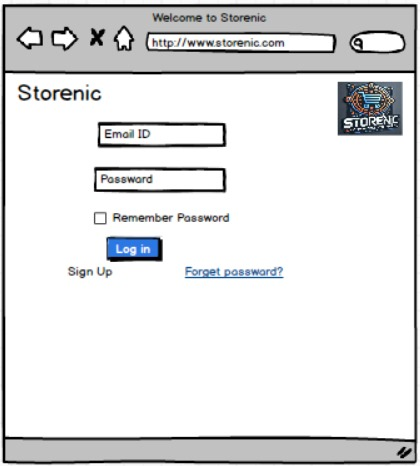 Welcome to Storenic
http://www.storenic.com
Storenic
STORENIC
Email ID
Password
Remember Password
Log in
Sign Up
Forget password?